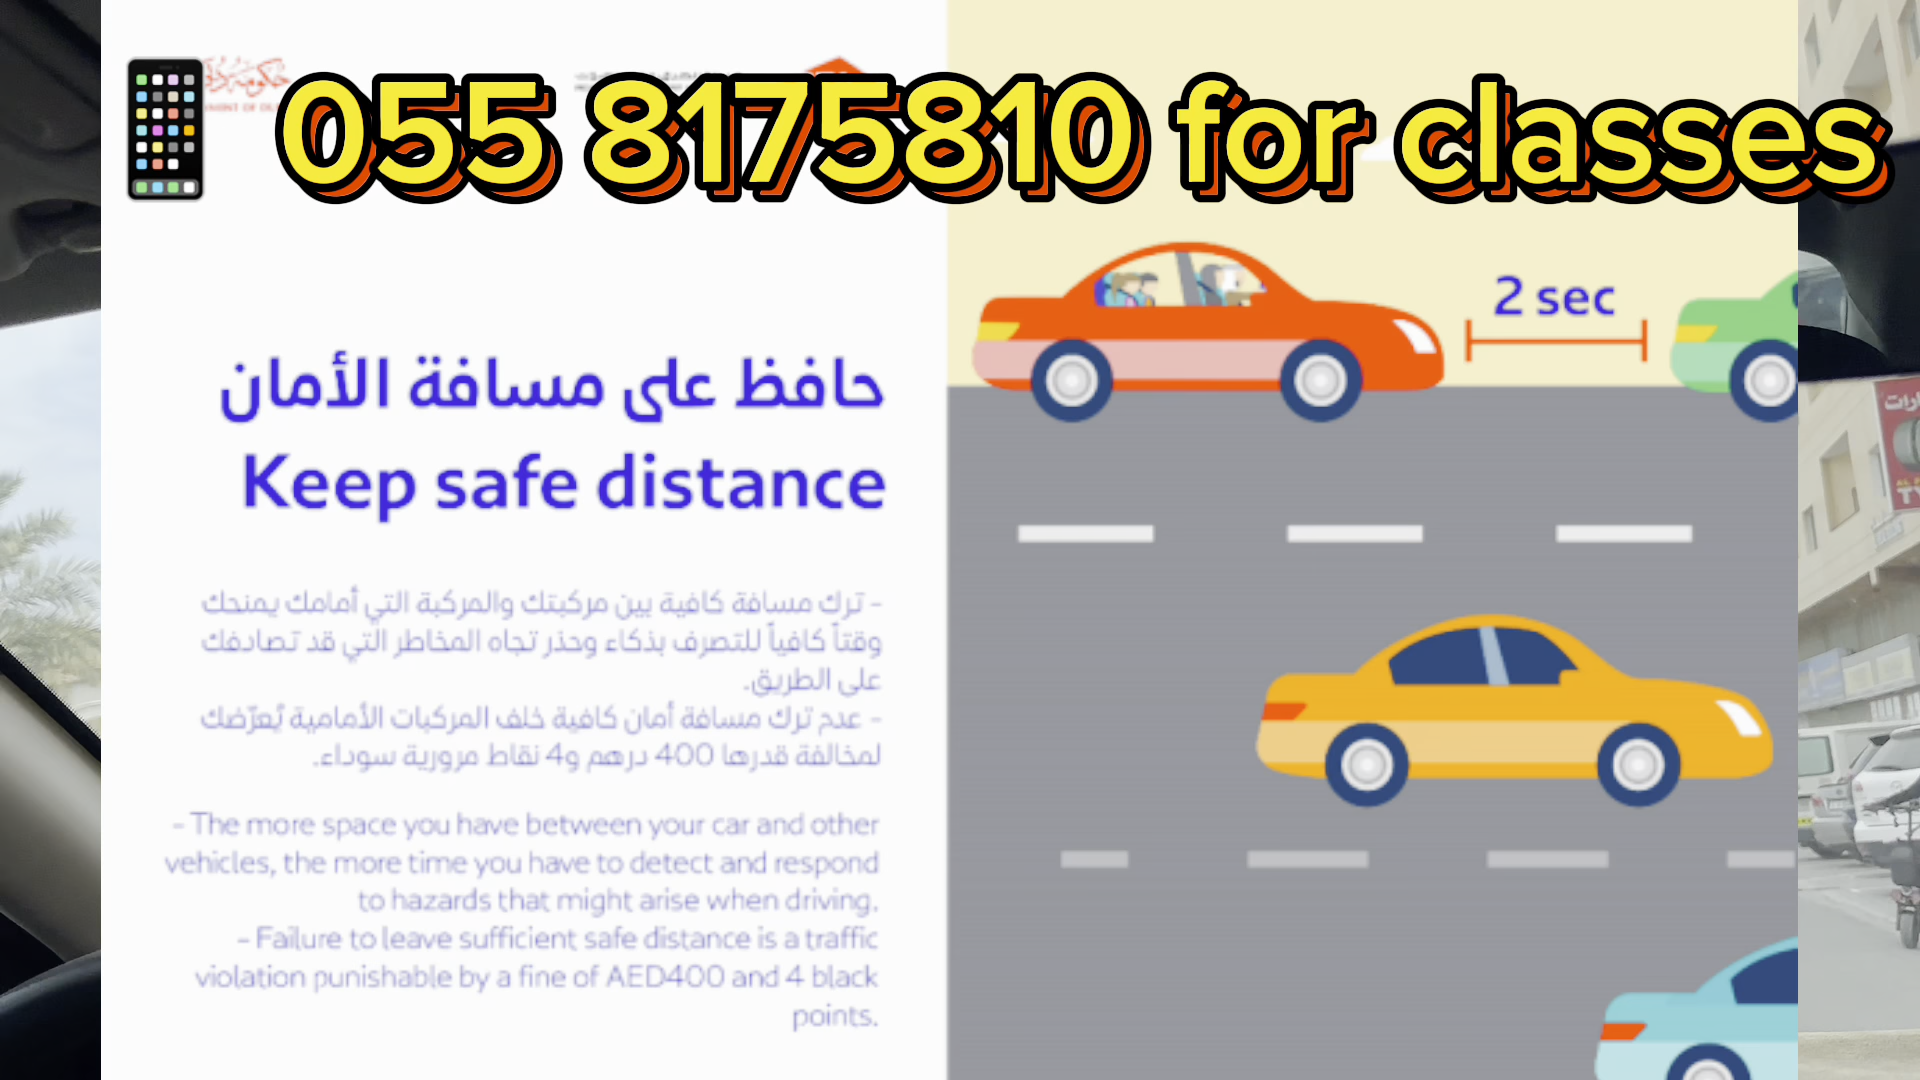 055 8175810 for classes
2 sec
حافظ على مسافة الأمان
Keep safe distance
- ترك مسافة كافية بين مركبتك والمركبة التي أمامك يمنحك
وقتاً كافياً للتصرف بذكاء وحذر تجاه المخاطر التي قد تصادفك
على الطريق.
- عدم ترك مسافة أمان كافية خلف المركبات الأمامية يُعرّضك
لمخالفة قدرها 400 درهم و4 نقاط مرورية سوداء.
- The more space you have between your car and other
vehicles, the more time you have to detect and respond
to hazards that might arise when driving.
- Failure to leave sufficient safe distance is a traffic
violation punishable by a fine of AED400 and 4 black
points.